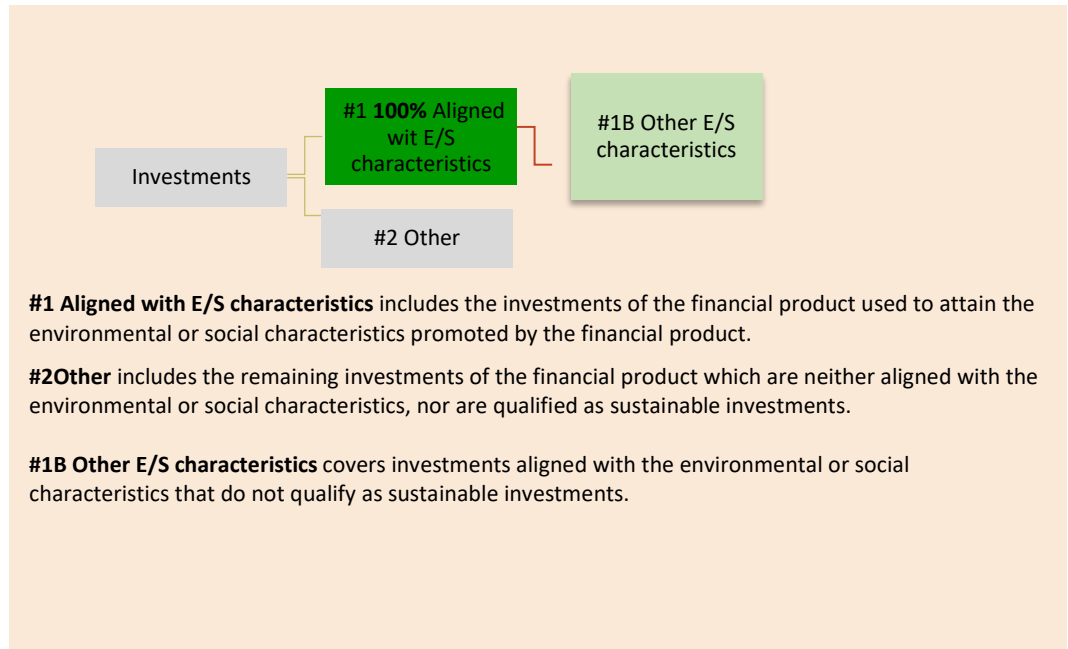 #1 100% Aligned
wit E/S
characteristics
#1B Other E/S
characteristics
Investments
#2 Other
#1 Aligned with E/S characteristics includes the investments of the financial product used to attain the
environmental or social characteristics promoted by the financial product.
#2Other includes the remaining investments of the financial product which are neither aligned with the
environmental or social characteristics, nor are qualified as sustainable investments.
#1B Other E/S characteristics covers investments aligned with the environmental or social
characteristics that do not qualify as sustainable investments.